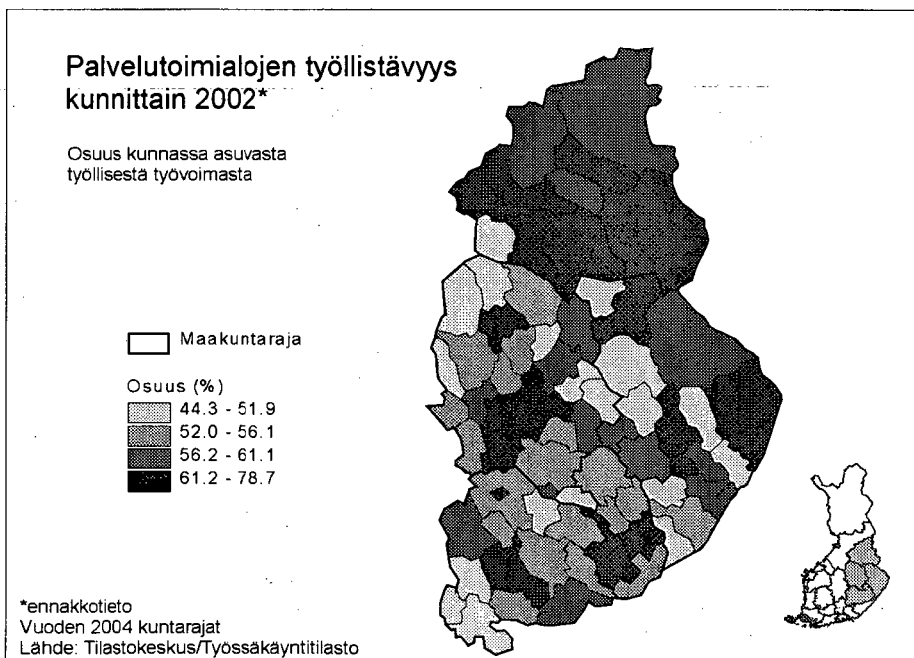 Palvelutoimialojen työllistävyys
kunnittain 2002*
Osuus kunnassa asuvasta
työllisestä työvoimasta
Maakuntaraja
Osuus (%)
44.3 - 51.9
52.0 - 56.1
56.2 - 61.1
61.2 - 78.7
*ennakkotieto
Vuoden 2004 kuntarajat
Lähde: Tilastokeskus/Työssäkäyntitilasto